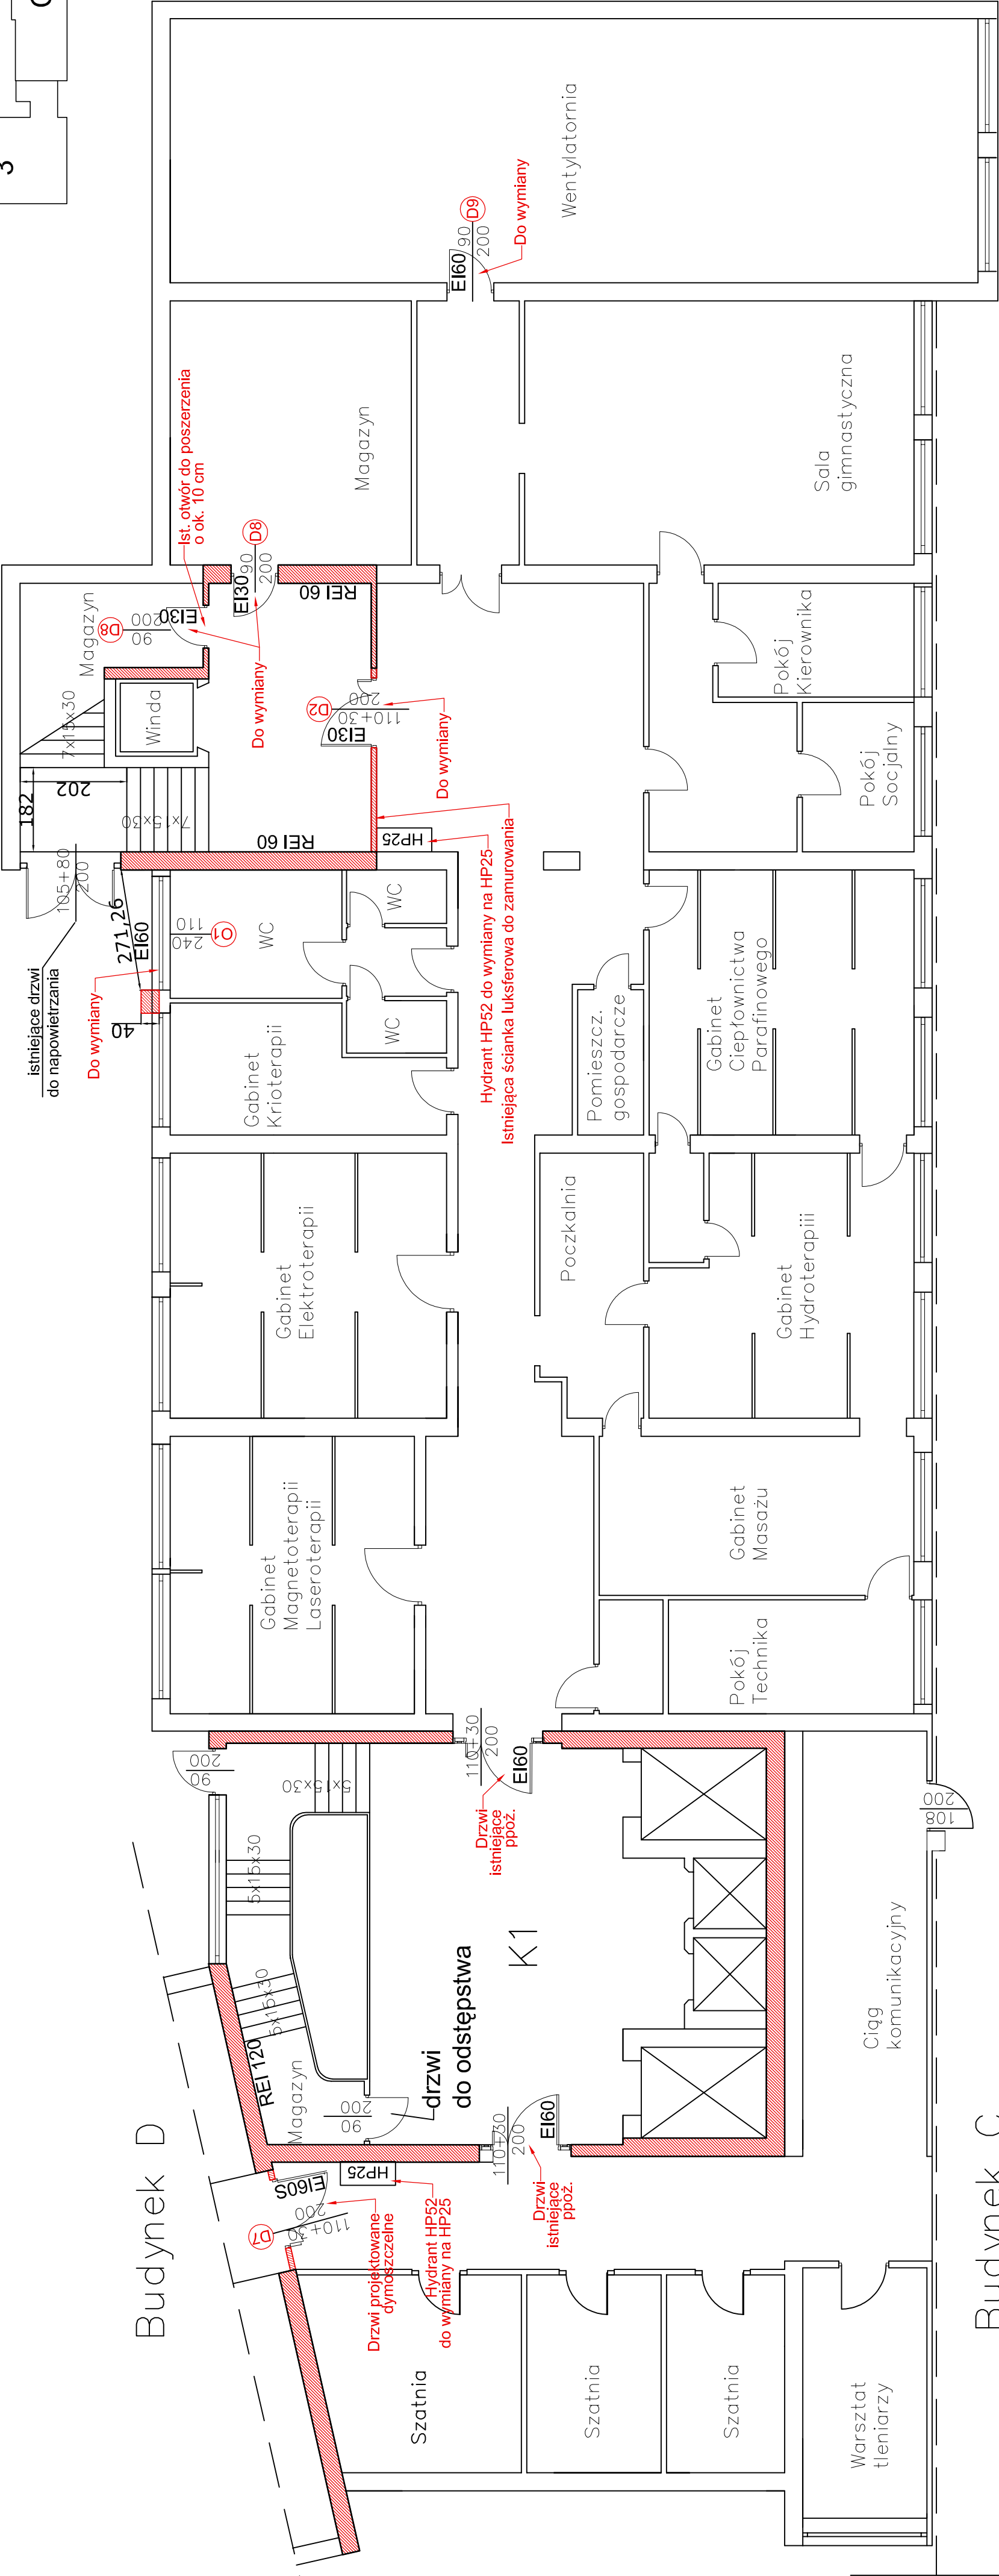 3
Budynek D
Budynek C
Wentylatornia
EI60
90
200
D9
Do wymiany
Magazyn
Sala
gimnastyczna
Ist. otwór do poszerzenia
o ok. 10 cm
EI30
90
200
D8
REI 60
Magazyn
D8
90
200
EI30
Do wymiany
Winda
7x15x30
7x15x30
182
202
REI 60
D2
110+30
200
EI30
Do wymiany
HP25
Hydrant HP52 do wymiany na HP25
Istniejąca ścianka luksferowa do zamurowania
Pokój
Kierownika
Pokój
Socjalny
105+80
200
istniejące drzwi
do napowietrzania
271,26
EI60
Do wymiany
40
240
110
O1
WC
WC
WC
Gabinet
Krioterapii
Pomieszcz.
gospodarcze
Gabinet
Ciepłownictwa
Parafinowego
Gabinet
Elektroterapii
Poczkalnia
Gabinet
Hydroterapiii
Gabinet
Magnetoterapii
Laseroterapii
Gabinet
Masażu
Pokój
Technika
90
200
5x15x30
5x15x30
5x15x30
110+30
200
EI60
Drzwi
istniejące
ppoż.
K1
drzwi
do odstępstwa
REI 120
Magazyn
90
200
110+30
200
EI60
Drzwi
istniejące
ppoż.
108
200
Ciąg
komunikacyjny
HP25
EI60S
D7
110+30
200
Drzwi projektowane
dymoszczelne
Hydrant HP52
do wymiany na HP25
Szatnia
Szatnia
Szatnia
Warsztat
tleniarzy